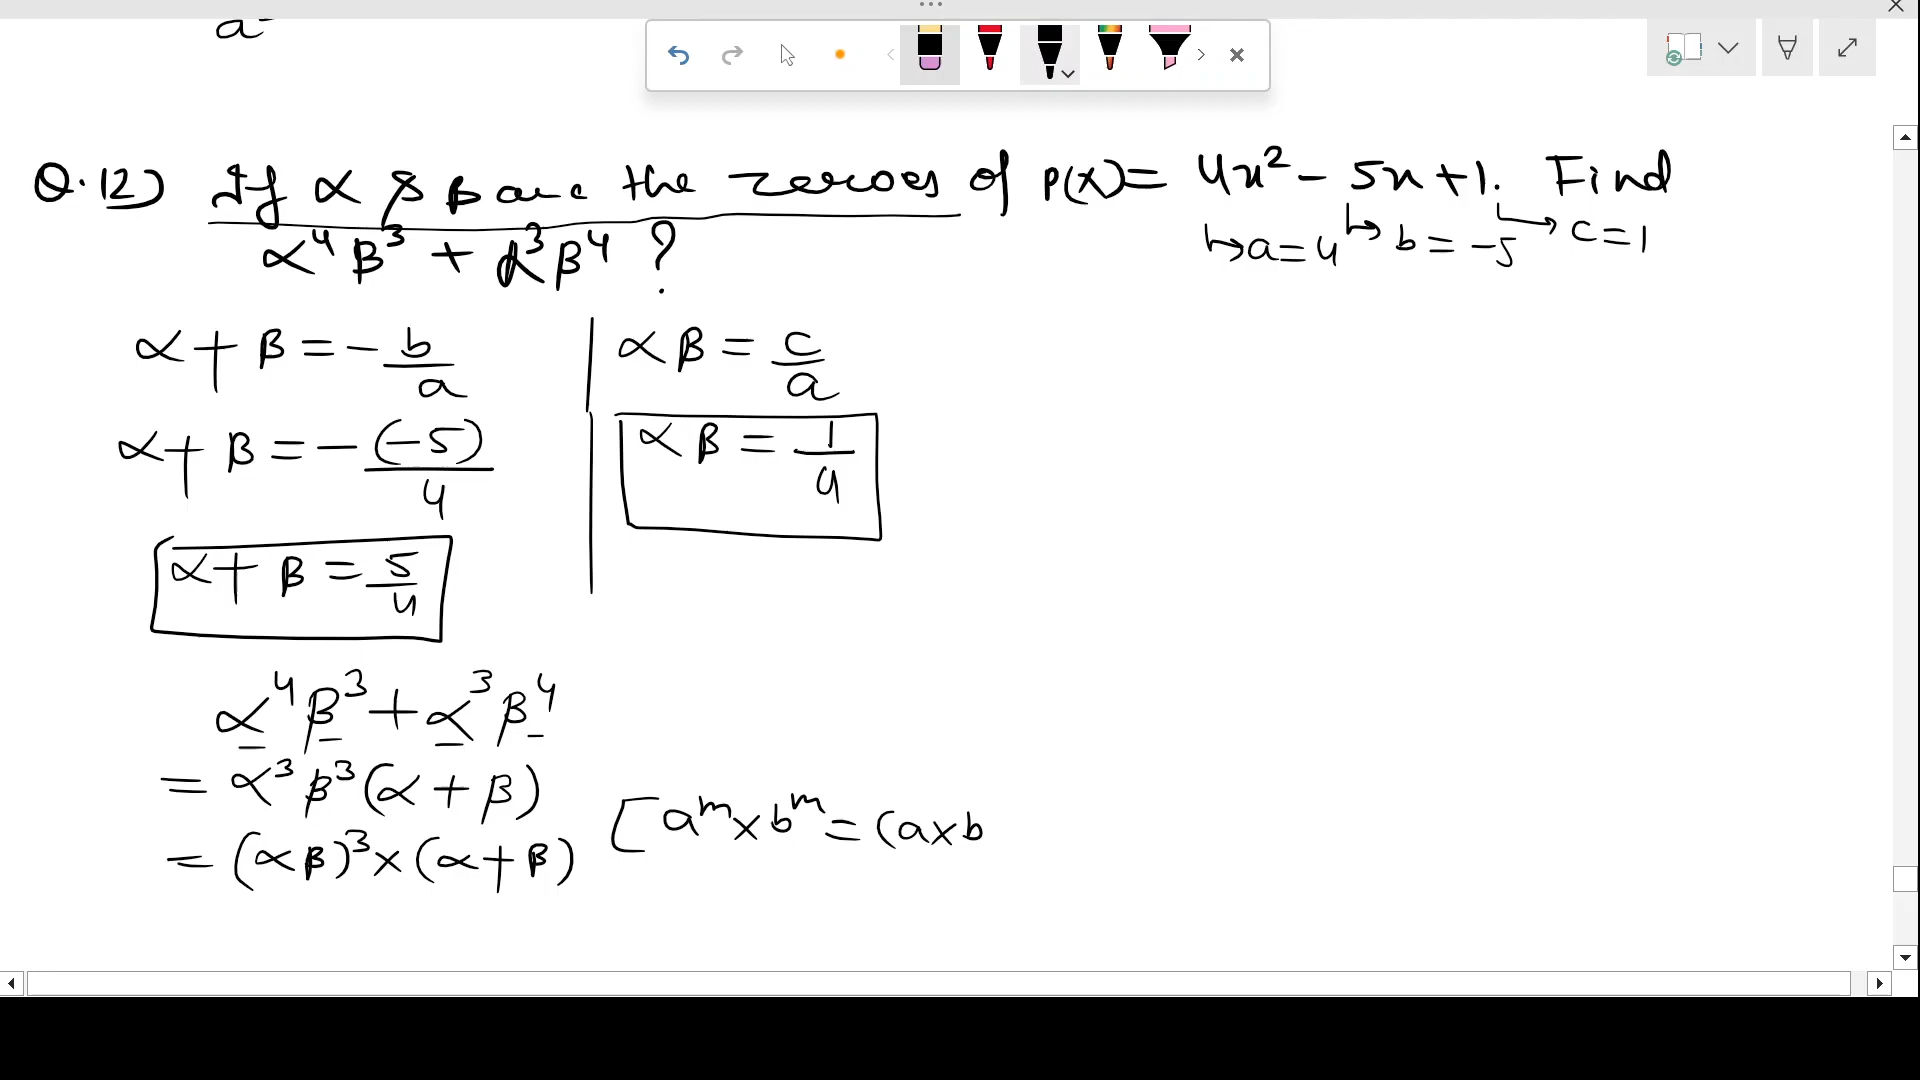 a
Q.12) If α & β are the zeroes of P(x) = 4x² - 5x + 1. Find
↳ a = 4 ↳ b = -5 ↳ c = 1
α⁴β³ + α³β⁴ ?
α + β = - b/a | αβ = c/a
α + β = - (-5)/4 | αβ = 1/4
α + β = 5/4
α⁴β³ + α³β⁴
= α³β³(α + β)
= (αβ)³ × (α + β) [aᵐ × bᵐ = (a × b